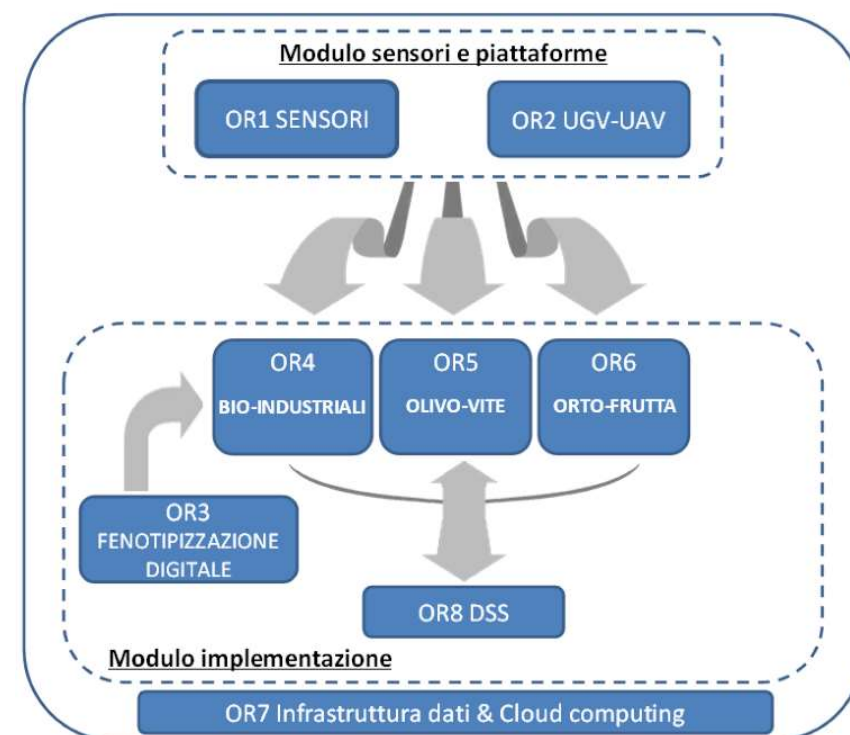 Modulo sensori e piattaforme
OR1 SENSORI
OR2 UGV-UAV
OR4
BIO-INDUSTRIALI
OR5
OLIVO-VITE
OR6
ORTO-FRUTTA
OR3
FENOTIPIZZAZIONE
DIGITALE
OR8 DSS
Modulo implementazione
OR7 Infrastruttura dati & Cloud computing